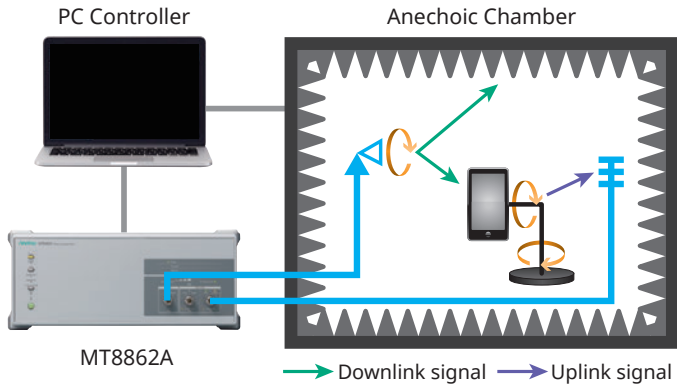 PC Controller
Anechoic Chamber
MT8862A
Downlink signal
Uplink signal